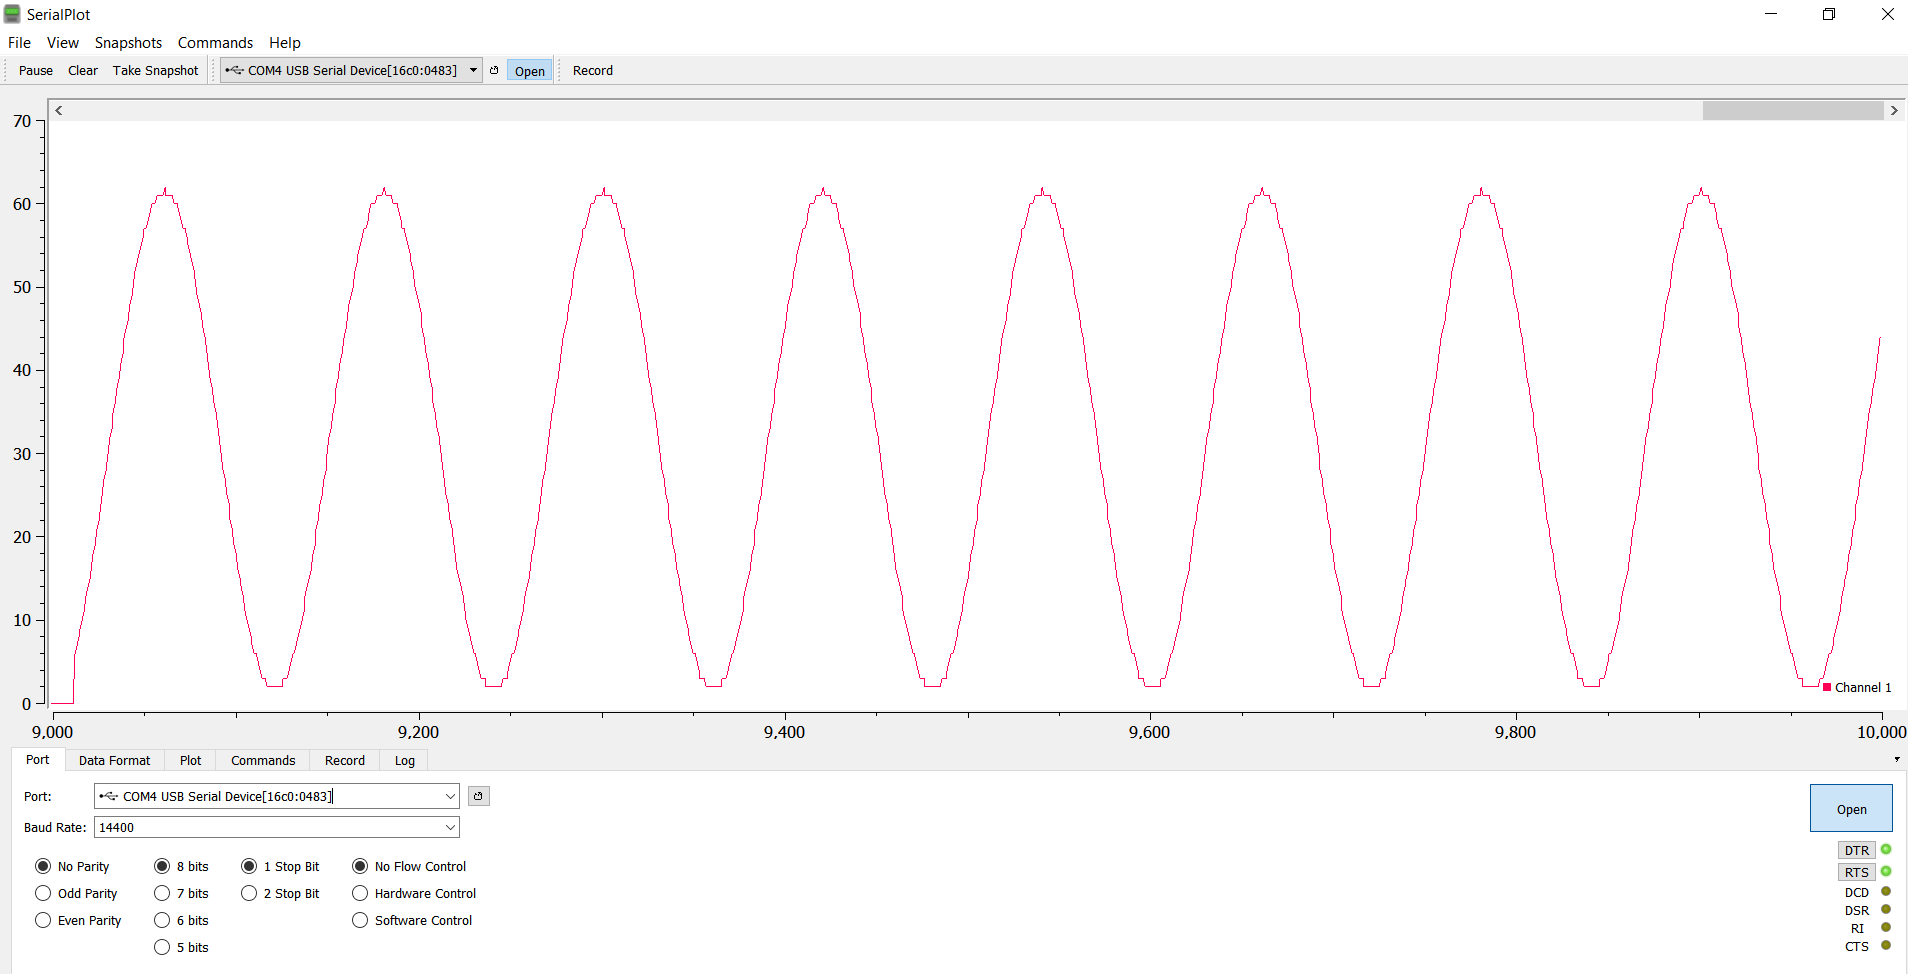 SerialPlot
File View Snapshots Commands Help
Pause Clear Take Snapshot COM4 USB Serial Device[16c0:0483] Open Record
70
60
50
40
30
20
10
0
Channel 1
9,000 9,200 9,400 9,600 9,800 10,000
Port Data Format Plot Commands Record Log
Port: COM4 USB Serial Device[16c0:0483]
Baud Rate: 14400
No Parity 8 bits 1 Stop Bit No Flow Control
Odd Parity 7 bits 2 Stop Bit Hardware Control
Even Parity 6 bits Software Control
5 bits
Open
DTR
RTS
DCD
DSR
RI
CTS